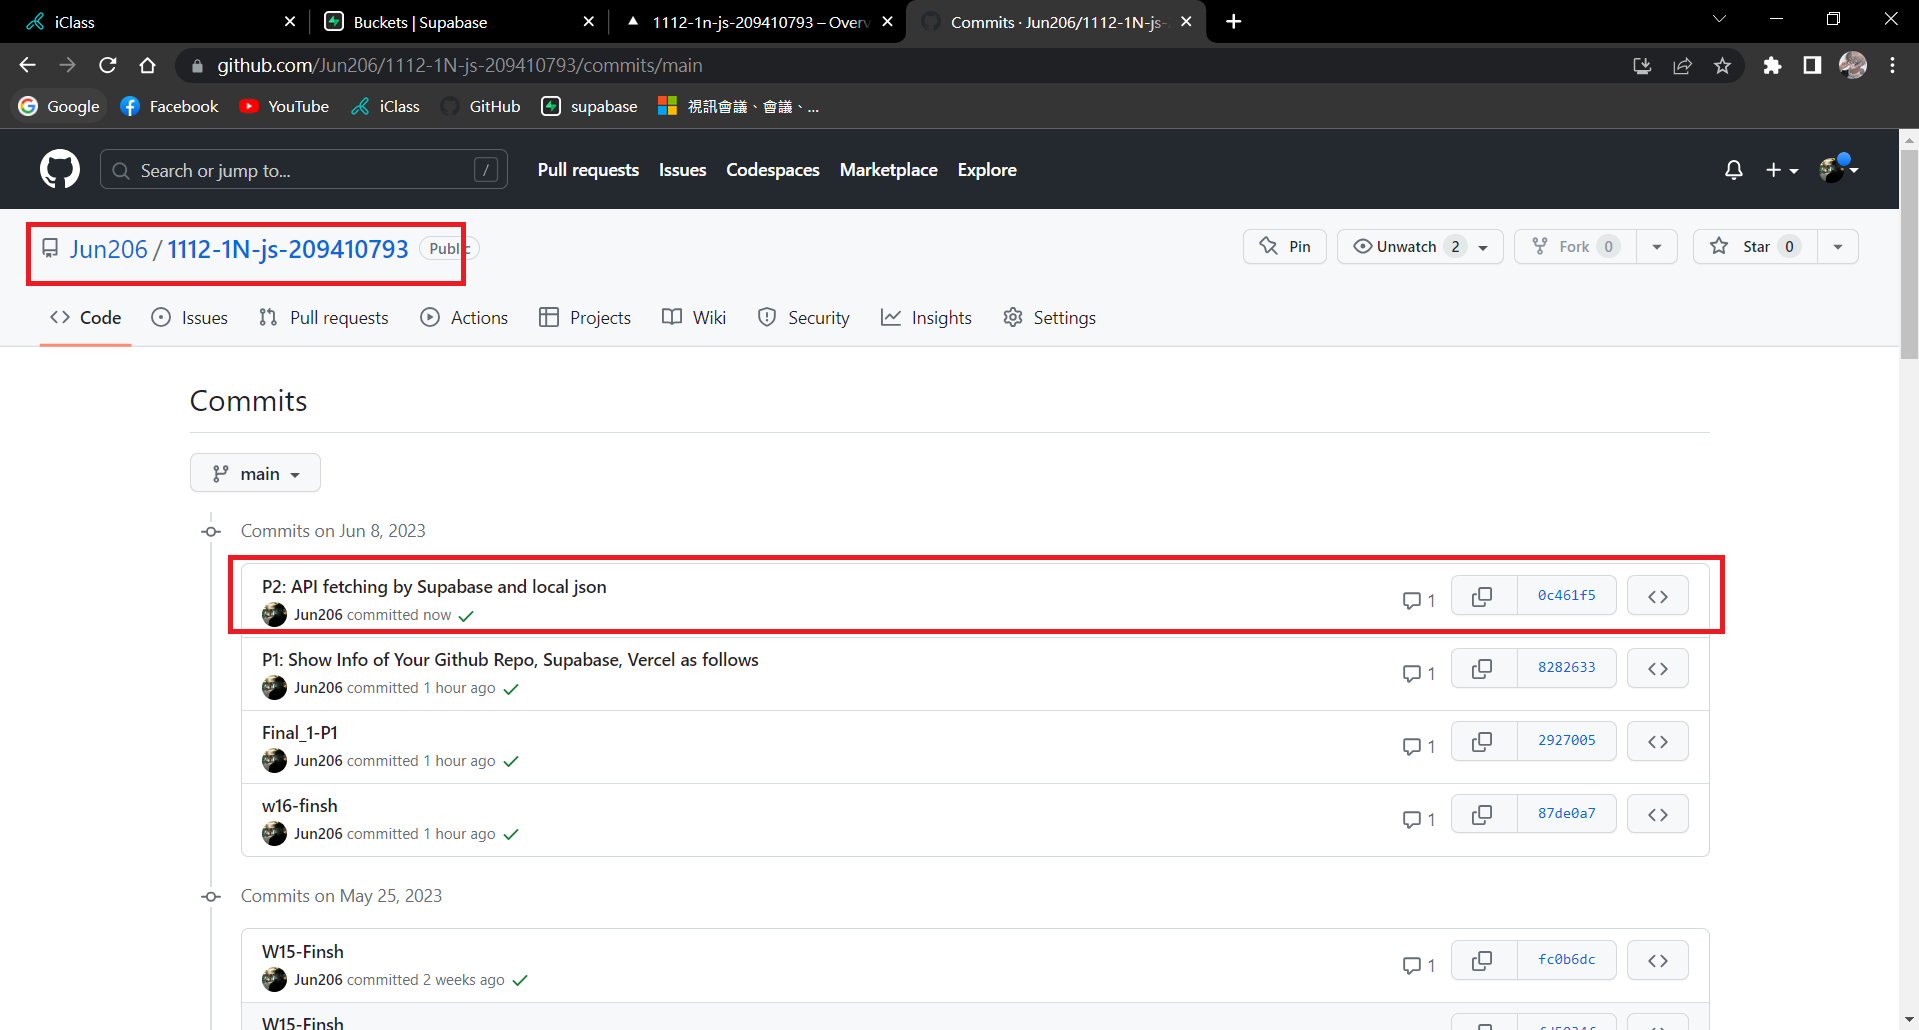 iClass
Buckets | Supabase
1112-1n-js-209410793 – Overv
Commits · Jun206/1112-1N-js-
github.com/Jun206/1112-1N-js-209410793/commits/main
Google
Facebook
YouTube
iClass
GitHub
supabase
視訊會議、會議、...
Search or jump to...
/
Pull requests
Issues
Codespaces
Marketplace
Explore
Jun206 / 1112-1N-js-209410793
Public
Pin
Unwatch 2
Fork 0
Star 0
Code
Issues
Pull requests
Actions
Projects
Wiki
Security
Insights
Settings
Commits
main
Commits on Jun 8, 2023
P2: API fetching by Supabase and local json
Jun206 committed now
1
0c461f5
P1: Show Info of Your Github Repo, Supabase, Vercel as follows
Jun206 committed 1 hour ago
1
8282633
Final_1-P1
Jun206 committed 1 hour ago
1
2927005
w16-finsh
Jun206 committed 1 hour ago
1
87de0a7
Commits on May 25, 2023
W15-Finsh
Jun206 committed 2 weeks ago
1
fc0b6dc
W15-Finsh